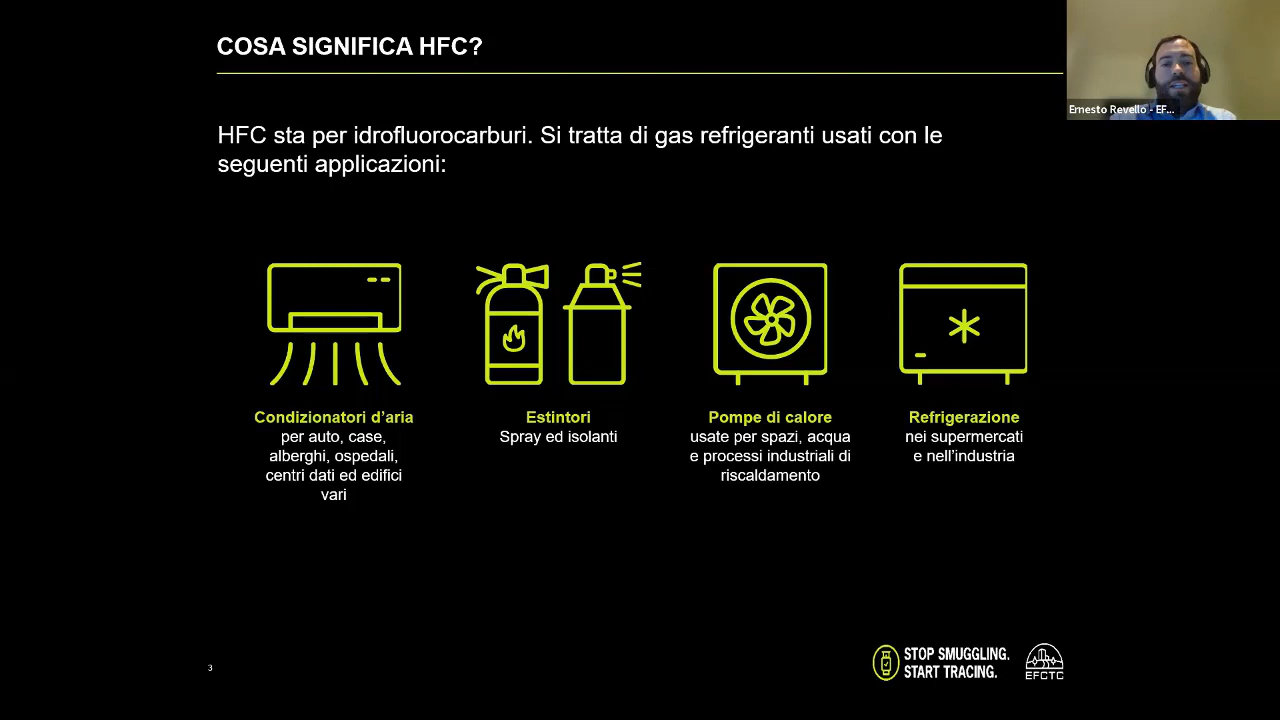 COSA SIGNIFICA HFC?
Ernesto Revello - EF...
HFC sta per idrofluorocarburi. Si tratta di gas refrigeranti usati con le
seguenti applicazioni:
Condizionatori d'aria
per auto, case,
alberghi, ospedali,
centri dati ed edifici
vari
Estintori
Spray ed isolanti
Pompe di calore
usate per spazi, acqua
e processi industriali di
riscaldamento
Refrigerazione
nei supermercati
e nell'industria
3
STOP SMUGGLING.
START TRACING.
EFCTC